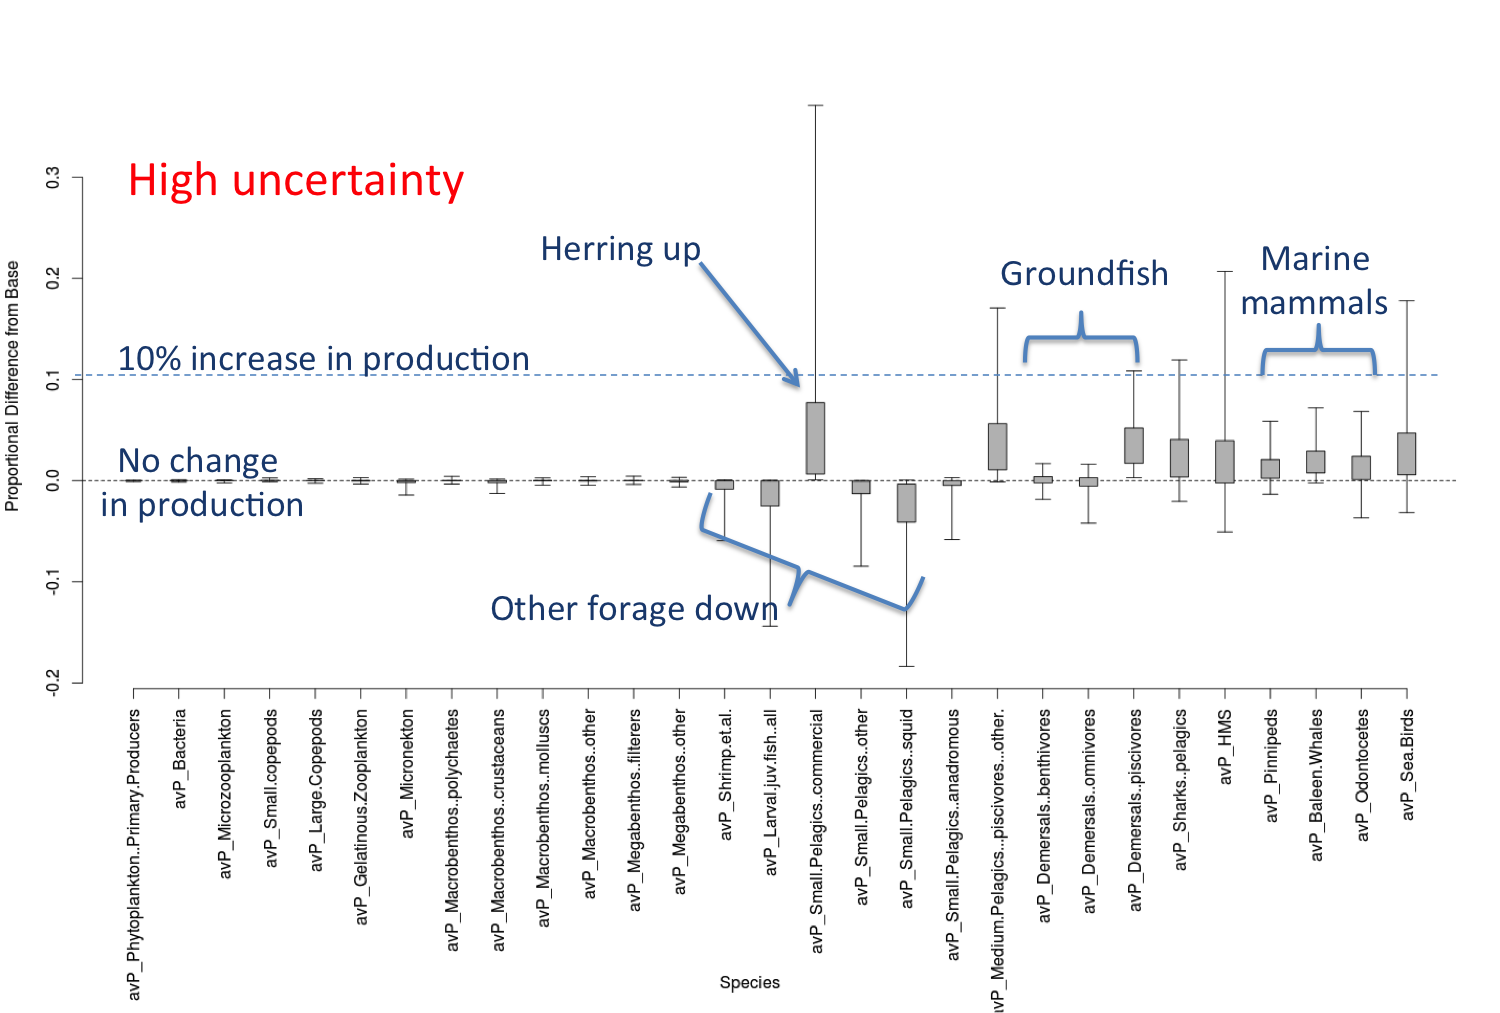 High uncertainty
Herring up
Groundfish
Marine
mammals
10% increase in production
No change
in production
Other forage down
Proportional Difference from Base
0.3
0.2
0.1
0.0
-0.1
-0.2
avP_Phytoplankton..Primary.Producers
avP_Bacteria
avP_Microzooplankton
avP_Small.copepods
avP_Large.Copepods
avP_Gelatinous.Zooplankton
avP_Micronekton
avP_Macrobenthos..polychaetes
avP_Macrobenthos..crustaceans
avP_Macrobenthos..molluscs
avP_Macrobenthos..other
avP_Megabenthos..filterers
avP_Megabenthos..other
avP_Shrimp.et.al.
avP_Larval.juv.fish..all
avP_Small.Pelagics..commercial
avP_Small.Pelagics..other
avP_Small.Pelagics..squid
avP_Small.Pelagics..anadromous
avP_Medium.Pelagics...piscivores...other.
avP_Demersals..benthivores
avP_Demersals..omnivores
avP_Demersals..piscivores
avP_Sharks..pelagics
avP_HMS
avP_Pinnipeds
avP_Baleen.Whales
avP_Odontocetes
avP_Sea.Birds
Species